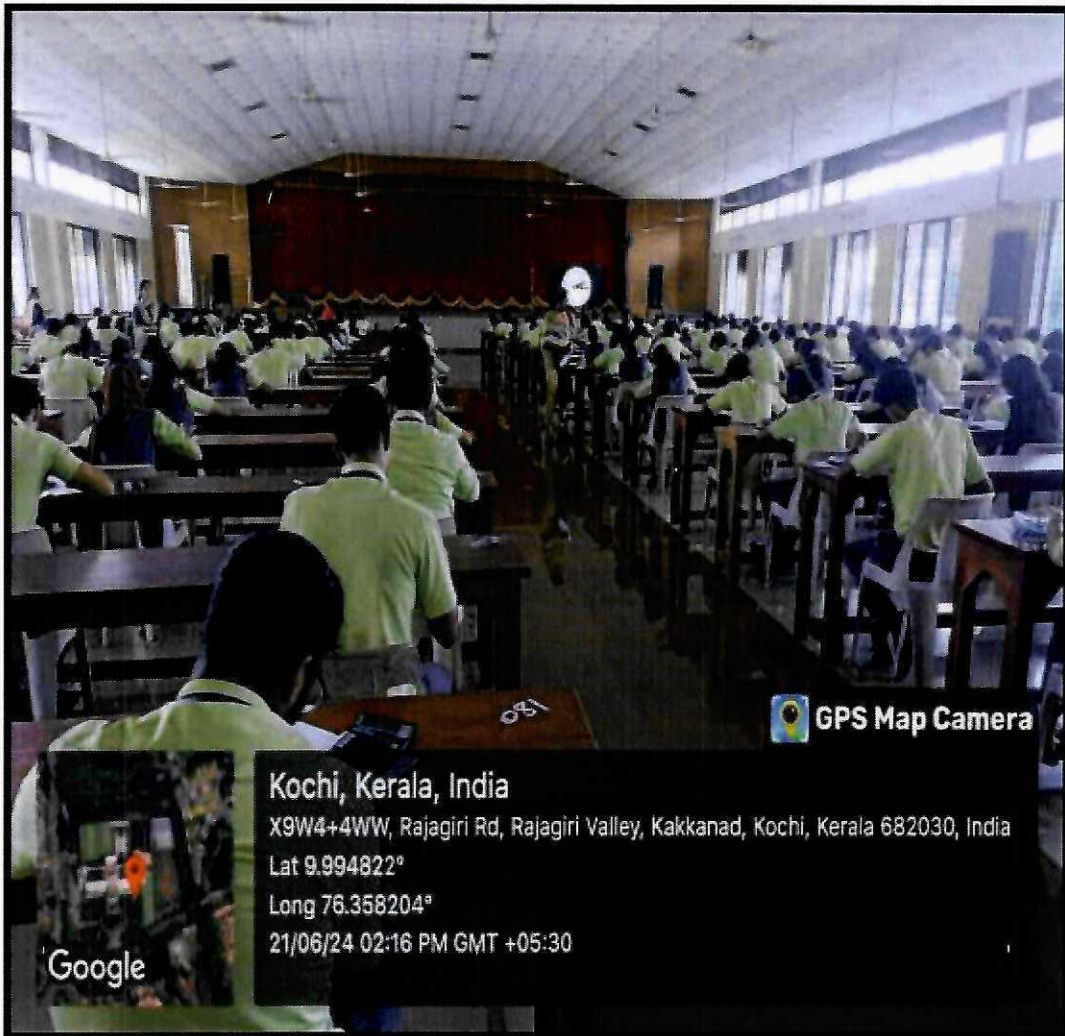 180
GPS Map Camera
Kochi, Kerala, India
X9W4+4WW, Rajagiri Rd, Rajagiri Valley, Kakkanad, Kochi, Kerala 682030, India
Lat 9.994822°
Long 76.358204°
21/06/24 02:16 PM GMT +05:30
Google